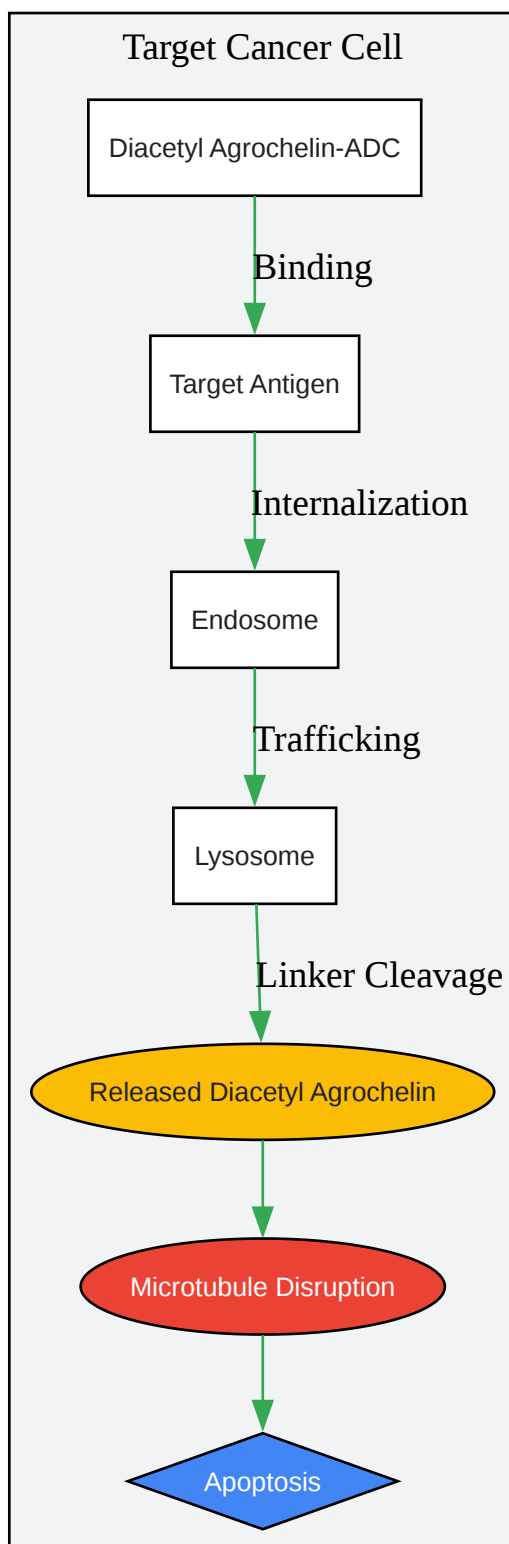 Target Cancer Cell
Diacetyl Agrochelin-ADC
Binding
Target Antigen
Internalization
Endosome
Trafficking
Lysosome
Linker Cleavage
Released Diacetyl Agrochelin
Microtubule Disruption
Apoptosis